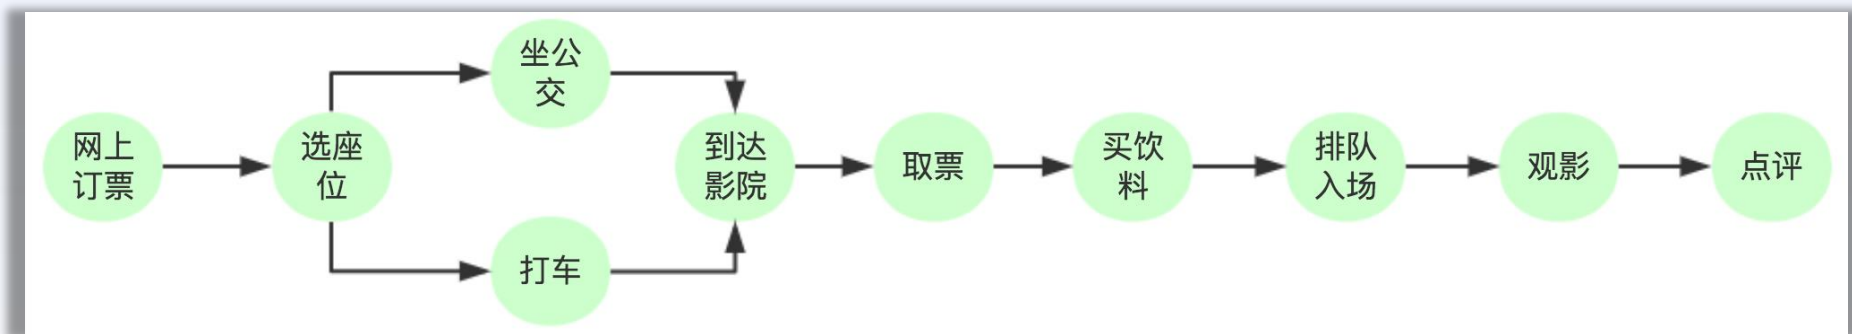 网上
订票
选座
位
坐公
交
打车
到达
影院
取票
买饮
料
排队
入场
观影
点评